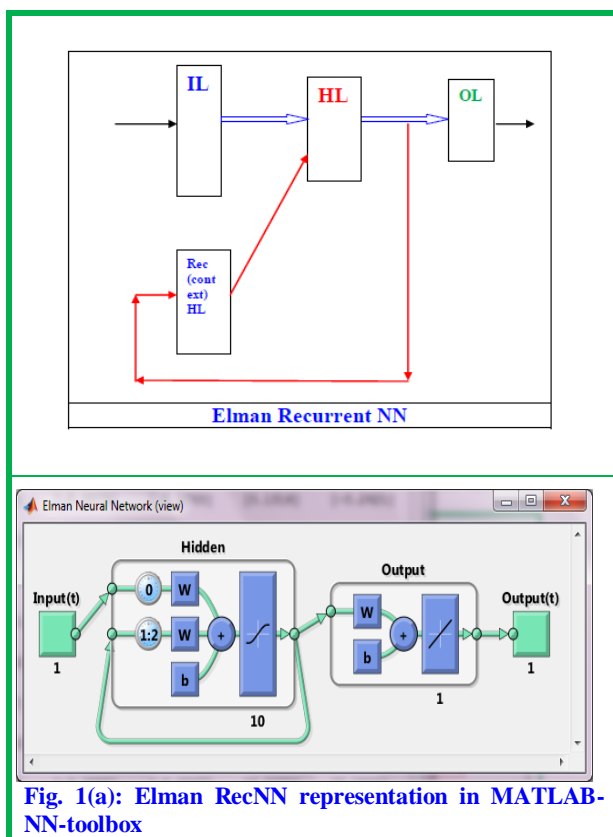 IL
HL
OL
Rec
(cont
ext)
HL
Elman Recurrent NN
Elman Neural Network (view)
Hidden
Output
Input(t)
0
W
1:2
W
b
+
1
10
W
b
+
1
Output(t)
1
Fig. 1(a): Elman RecNN representation in MATLAB-
NN-toolbox